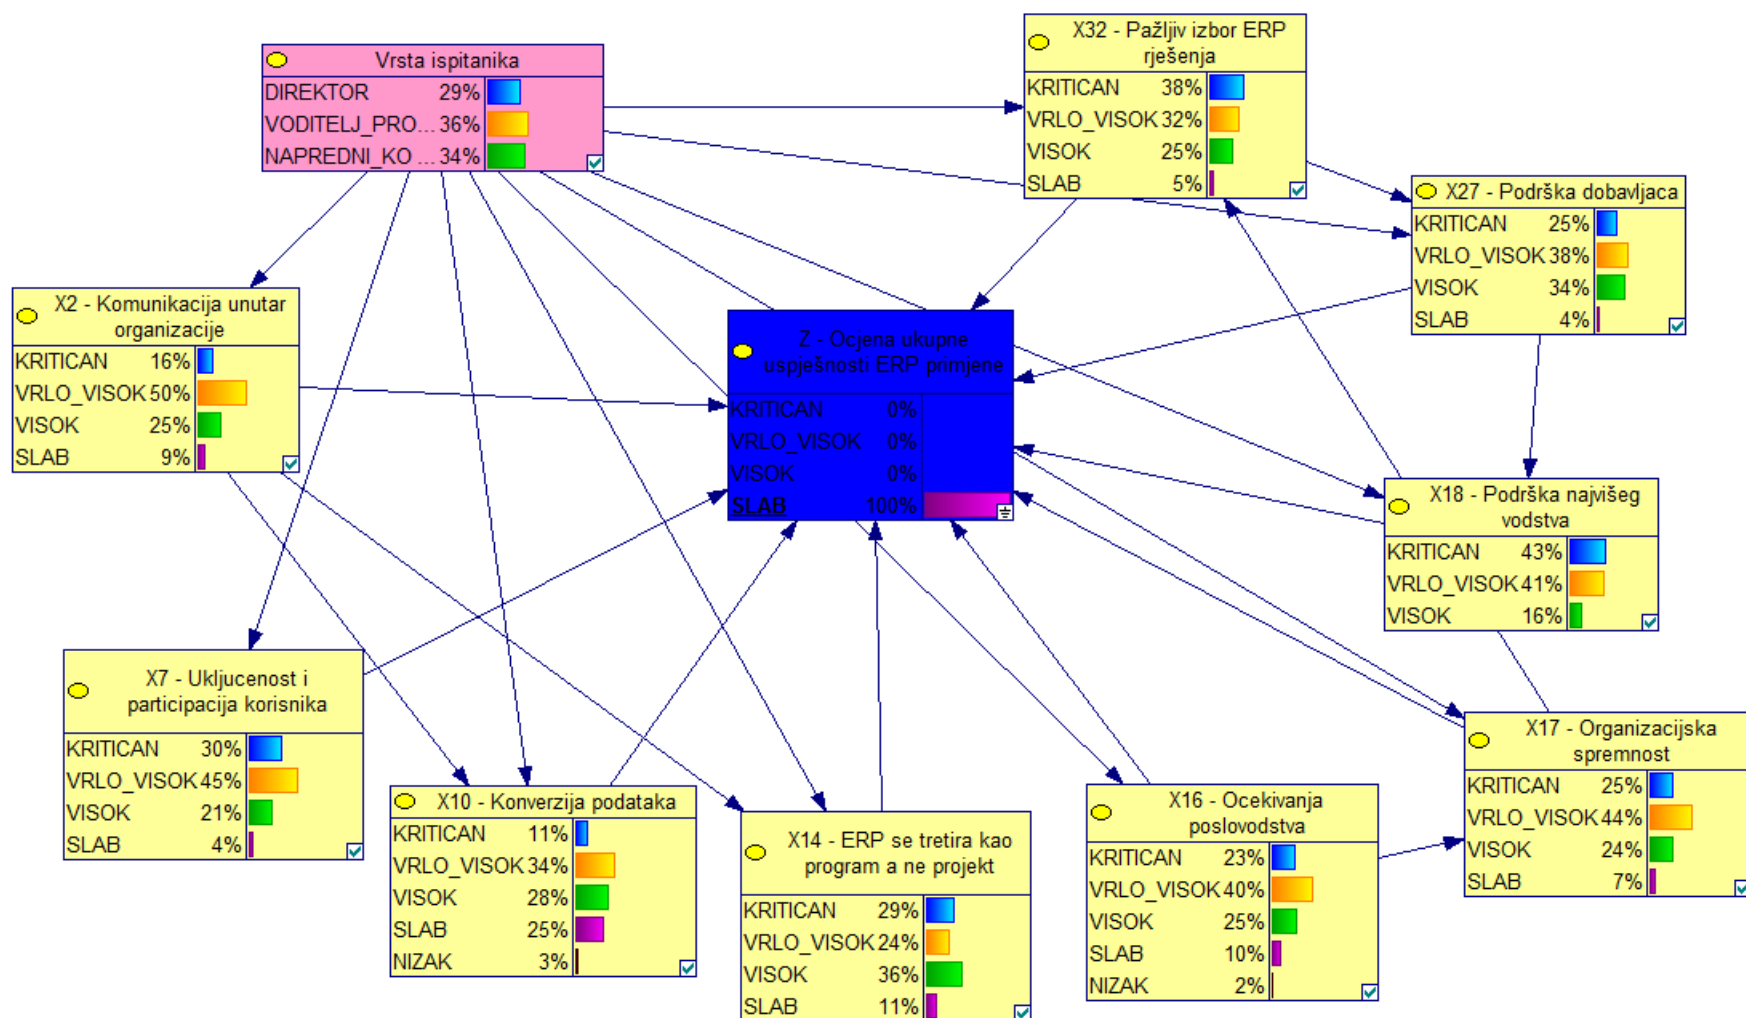 Vrsta ispitanika
DIREKTOR 29%
VODITELJ_PRO... 36%
NAPREDNI_KO ... 34%
X32 - Pažljiv izbor ERP
rješenja
KRITICAN 38%
VRLO_VISOK 32%
VISOK 25%
SLAB 5%
X27 - Podrška dobavljaca
KRITICAN 25%
VRLO_VISOK 38%
VISOK 34%
SLAB 4%
X2 - Komunikacija unutar
organizacije
KRITICAN 16%
VRLO_VISOK 50%
VISOK 25%
SLAB 9%
Z - Ocjena ukupne
uspješnosti ERP primjene
KRITICAN 0%
VRLO_VISOK 0%
VISOK 0%
SLAB 100%
X18 - Podrška najvišeg
vodstva
KRITICAN 43%
VRLO_VISOK 41%
VISOK 16%
X7 - Ukljucenost i
participacija korisnika
KRITICAN 30%
VRLO_VISOK 45%
VISOK 21%
SLAB 4%
X10 - Konverzija podataka
KRITICAN 11%
VRLO_VISOK 34%
VISOK 28%
SLAB 25%
NIZAK 3%
X14 - ERP se tretira kao
program a ne projekt
KRITICAN 29%
VRLO_VISOK 24%
VISOK 36%
SLAB 11%
X16 - Ocekivanja
poslovodstva
KRITICAN 23%
VRLO_VISOK 40%
VISOK 25%
SLAB 10%
NIZAK 2%
X17 - Organizacijska
spremnost
KRITICAN 25%
VRLO_VISOK 44%
VISOK 24%
SLAB 7%